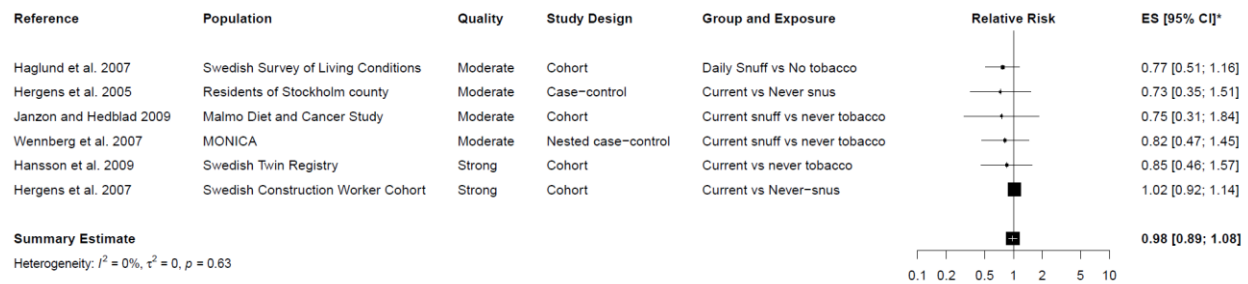 Reference Population Quality Study Design Group and Exposure Relative Risk ES [95% CI]*
Haglund et al. 2007 Swedish Survey of Living Conditions Moderate Cohort Daily Snuff vs No tobacco 0.77 [0.51; 1.16]
Hergens et al. 2005 Residents of Stockholm county Moderate Case−control Current vs Never snus 0.73 [0.35; 1.51]
Janzon and Hedblad 2009 Malmo Diet and Cancer Study Moderate Cohort Current snuff vs never tobacco 0.75 [0.31; 1.84]
Wennberg et al. 2007 MONICA Moderate Nested case−control Current snuff vs never tobacco 0.82 [0.47; 1.45]
Hansson et al. 2009 Swedish Twin Registry Strong Cohort Current vs never tobacco 0.85 [0.46; 1.57]
Hergens et al. 2007 Swedish Construction Worker Cohort Strong Cohort Current vs Never−snus 1.02 [0.92; 1.14]
Summary Estimate 0.98 [0.89; 1.08]
Heterogeneity: I² = 0%, τ² = 0, p = 0.63
0.1 0.2 0.5 1 2 5 10